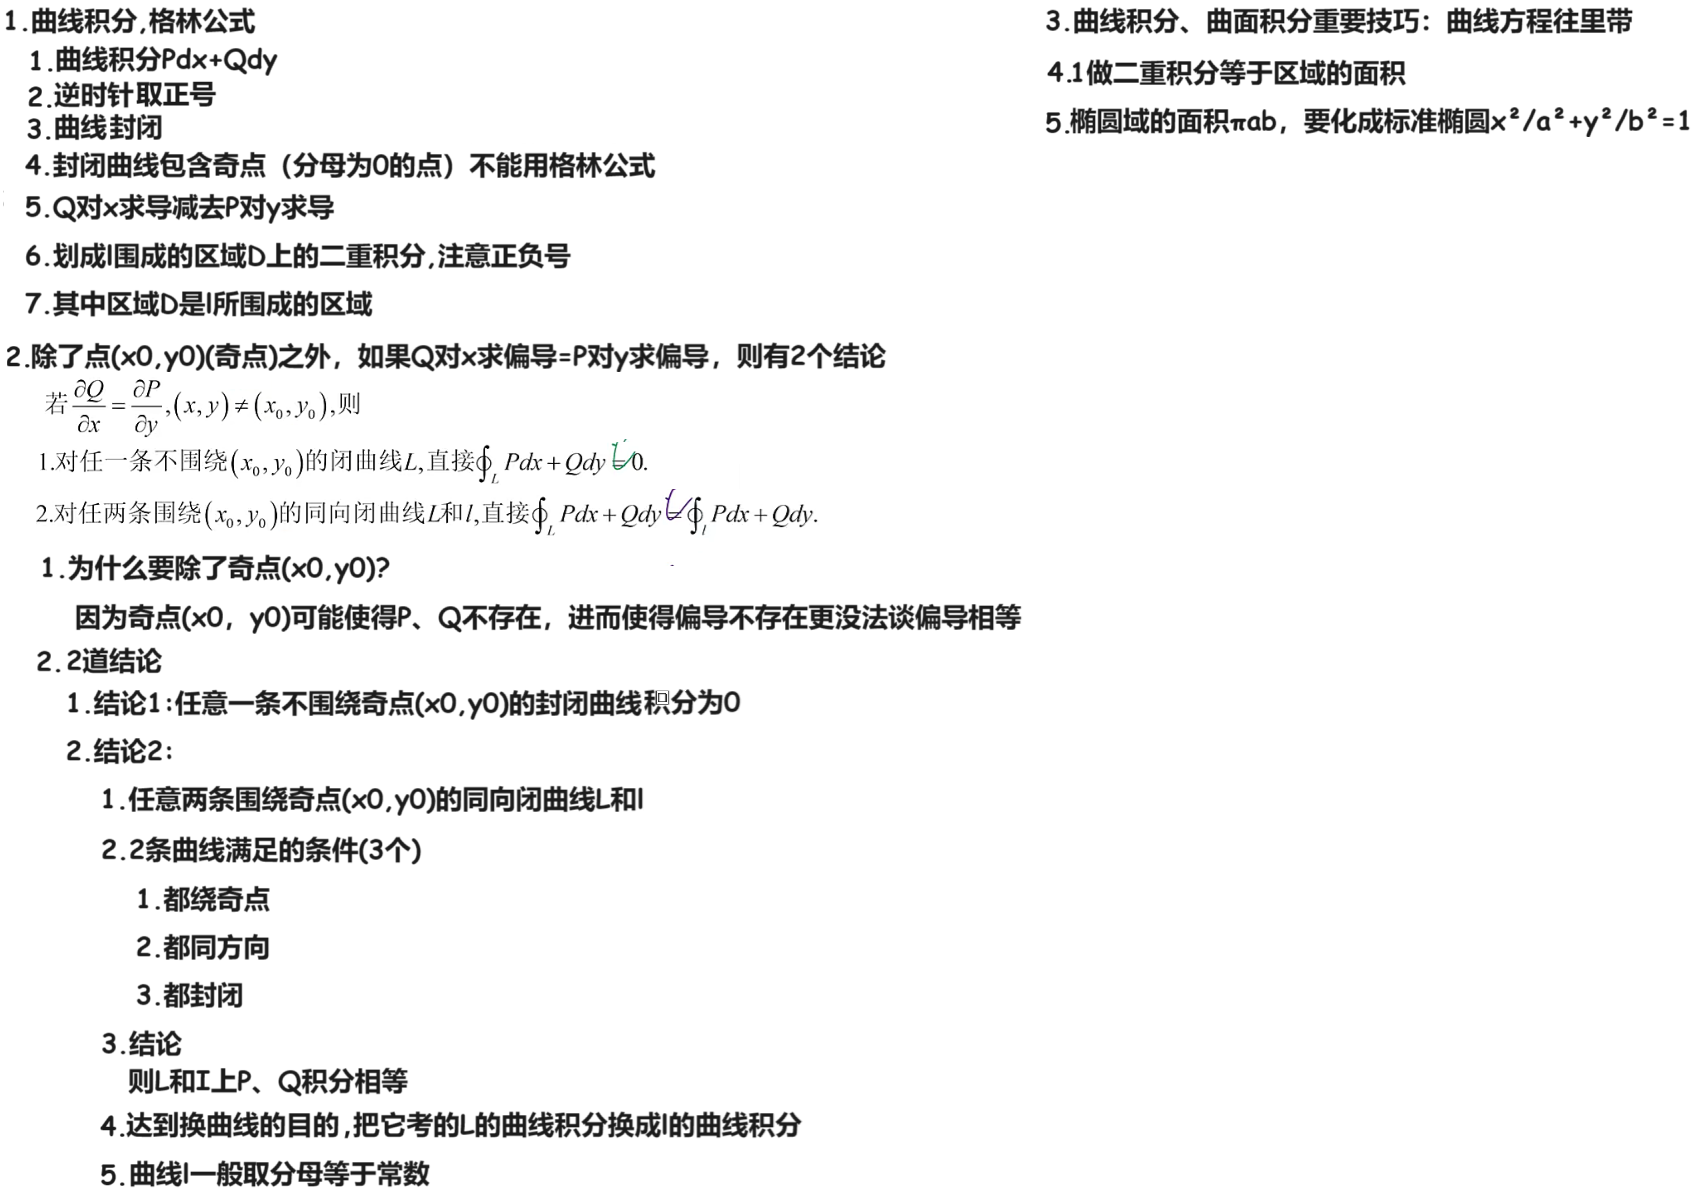 1.曲线积分,格林公式
1.曲线积分Pdx+Qdy
2.逆时针取正号
3.曲线封闭
4.封闭曲线包含奇点（分母为0的点）不能用格林公式
5.Q对x求导减去P对y求导
6.划成l围成的区域D上的二重积分,注意正负号
7.其中区域D是l所围成的区域
2.除了点(x0,y0)(奇点)之外，如果Q对x求偏导=P对y求偏导，则有2个结论
若∂Q/∂x=∂P/∂y,(x,y)≠(x₀,y₀),则
1.对任一条不围绕(x₀,y₀)的闭曲线L,直接∮_L Pdx+Qdy=0.
2.对任两条围绕(x₀,y₀)的同向闭曲线L和l,直接∮_L Pdx+Qdy=∮_l Pdx+Qdy.
1.为什么要除了奇点(x0,y0)?
因为奇点(x0，y0)可能使得P、Q不存在，进而使得偏导不存在更没法谈偏导相等
2.2道结论
1.结论1:任意一条不围绕奇点(x0,y0)的封闭曲线积分为0
2.结论2:
1.任意两条围绕奇点(x0,y0)的同向闭曲线L和l
2.2条曲线满足的条件(3个)
1.都绕奇点
2.都同方向
3.都封闭
3.结论
则L和I上P、Q积分相等
4.达到换曲线的目的,把它考的L的曲线积分换成l的曲线积分
5.曲线l一般取分母等于常数
3.曲线积分、曲面积分重要技巧：曲线方程往里带
4.1做二重积分等于区域的面积
5.椭圆域的面积πab，要化成标准椭圆x²/a²+y²/b²=1